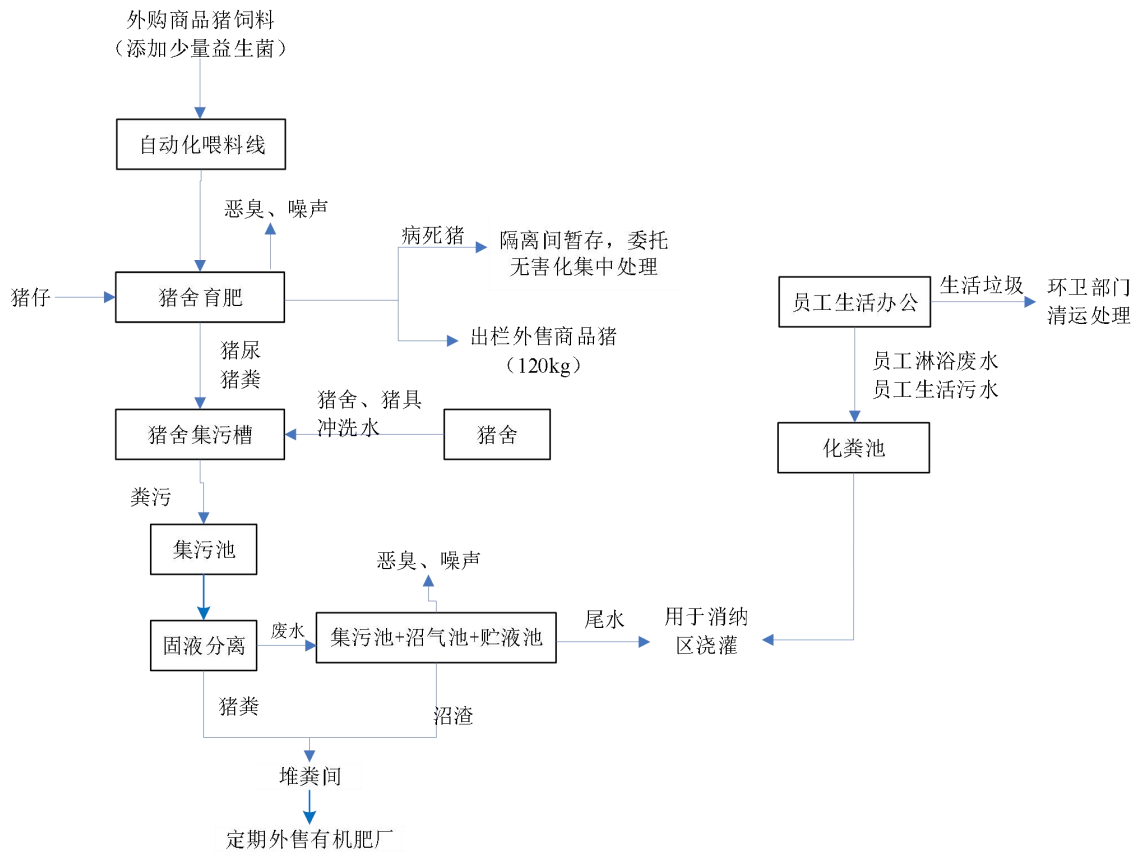 外购商品猪饲料
（添加少量益生菌）
自动化喂料线
恶臭、噪声
病死猪
隔离间暂存，委托
无害化集中处理
猪仔
猪舍育肥
出栏外售商品猪
（120kg）
猪尿
猪粪
猪舍、猪具
冲洗水
猪舍集污槽
猪舍
粪污
集污池
恶臭、噪声
固液分离
废水
集污池+沼气池+贮液池
尾水
用于消纳
区浇灌
猪粪
沼渣
堆粪间
定期外售有机肥厂
员工生活办公
生活垃圾
环卫部门
清运处理
员工淋浴废水
员工生活污水
化粪池